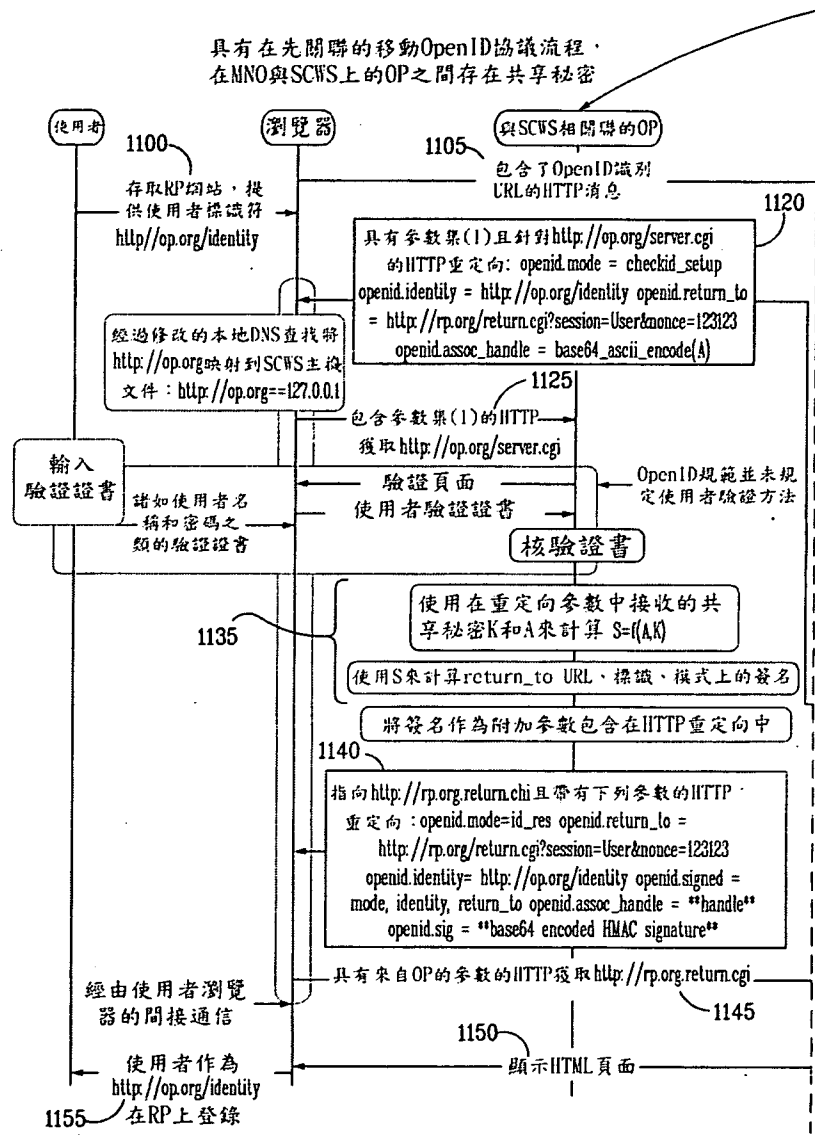 具有在先關聯的移動OpenID協議流程，
在MNO與SCWS上的OP之間存在共享秘密
使用者
瀏覽器
與SCWS相關聯的OP
1100
存取RP網站，提
供使用者標識符
http//op.org/identity
1105
包含了OpenID識別
URL的HTTP消息
1120
具有參數集(1)且針對http://op.org/server.cgi
的HTTP重定向: openid.mode = checkid_setup
openid.identity = http://op.org/identity openid.return_to
= http://rp.org/return.cgi?session=User&nonce=123123
openid.assoc_handle = base64_ascii_encode(A)
經過修改的本地DNS查找將
http://op.org映射到SCWS主機
文件：http://op.org==127.0.0.1
1125
包含參數集(1)的HTTP
獲取http://op.org/server.cgi
輸入
驗證證書
諸如使用者名
稱和密碼之
類的驗證證書
驗證頁面
使用者驗證證書
OpenID規範並未規
定使用者驗證方法
核驗證書
1135
使用在重定向參數中接收的共
享秘密K和A來計算 S=f(A,K)
使用S來計算return_to URL、標識、模式上的簽名
將簽名作為附加參數包含在HTTP重定向中
1140
指向http://rp.org.return.chi且帶有下列參數的HTTP
重定向：openid.mode=id_res openid.return_to =
http://rp.org/return.cgi?session=User&nonce=123123
openid.identity= http://op.org/identity openid.signed =
mode, identity, return_to openid.assoc_handle = **handle**
openid.sig = **base64 encoded HMAC signature**
具有來自OP的參數的HTTP獲取http://rp.org.return.cgi
1145
經由使用者瀏覽
器的間接通信
1150
顯示HTML頁面
使用者作為
http://op.org/identity
在RP上登錄
1155